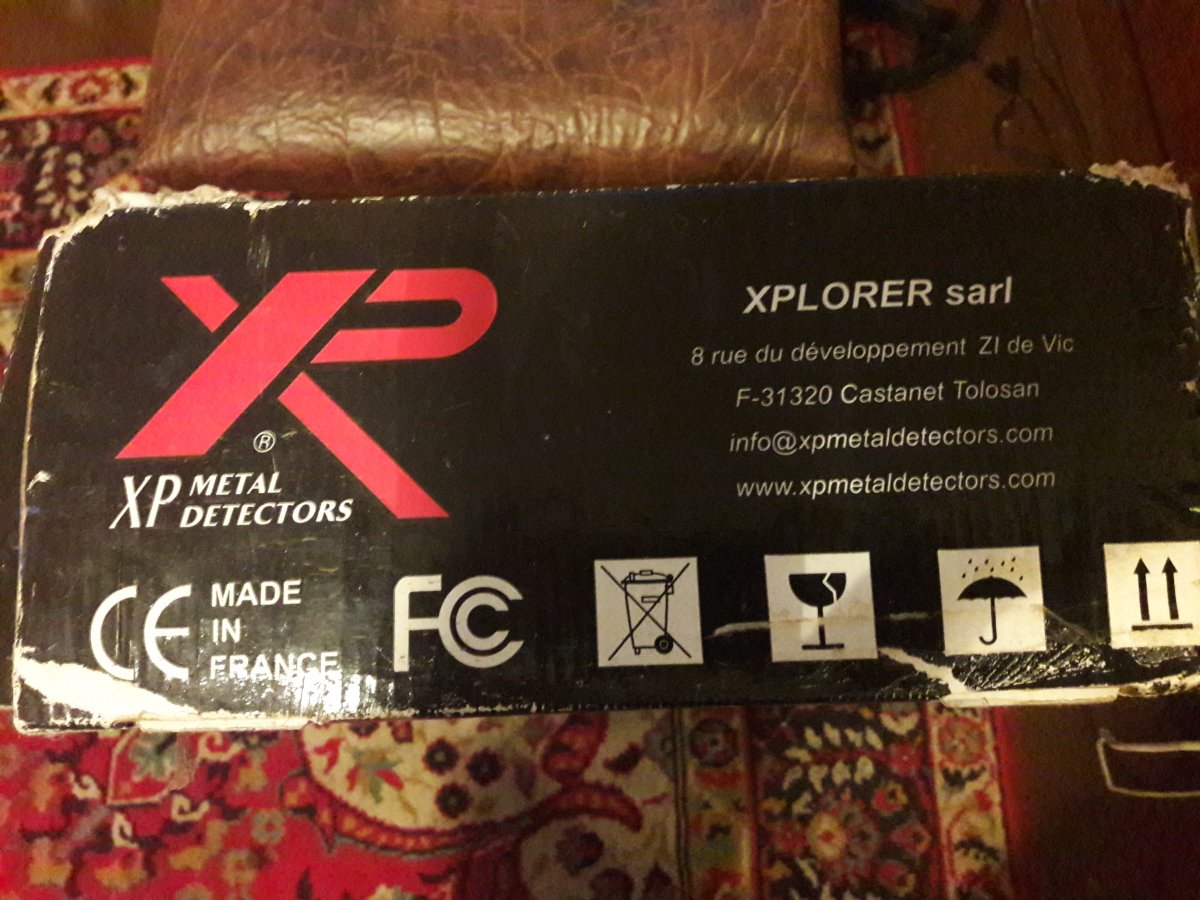 XP
®
XP METAL
DETECTORS
XPLORER sarl
8 rue du développement ZI de Vic
F-31320 Castanet Tolosan
info@xpmetaldetectors.com
www.xpmetaldetectors.com
CE
MADE
IN
FRANCE
FC